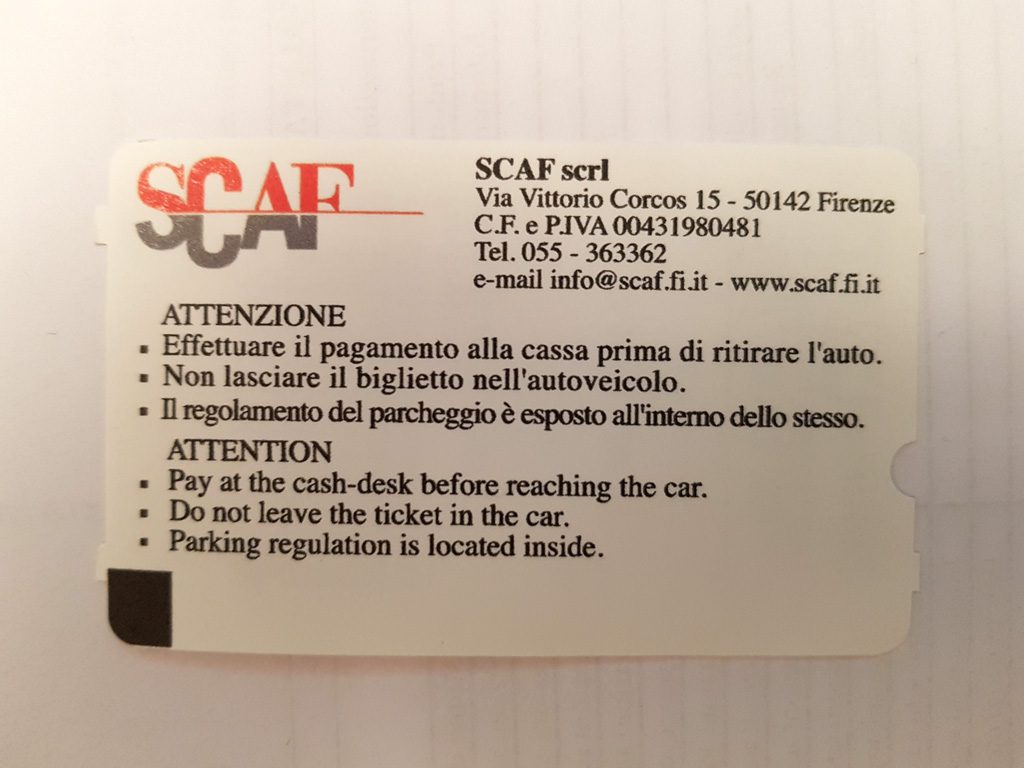 SCAF
SCAF scrl
Via Vittorio Corcos 15 - 50142 Firenze
C.F. e P.IVA 00431980481
Tel. 055 - 363362
e-mail info@scaf.fi.it - www.scaf.fi.it
ATTENZIONE
▪ Effettuare il pagamento alla cassa prima di ritirare l'auto.
▪ Non lasciare il biglietto nell'autoveicolo.
▪ Il regolamento del parcheggio è esposto all'interno dello stesso.
ATTENTION
▪ Pay at the cash-desk before reaching the car.
▪ Do not leave the ticket in the car.
▪ Parking regulation is located inside.